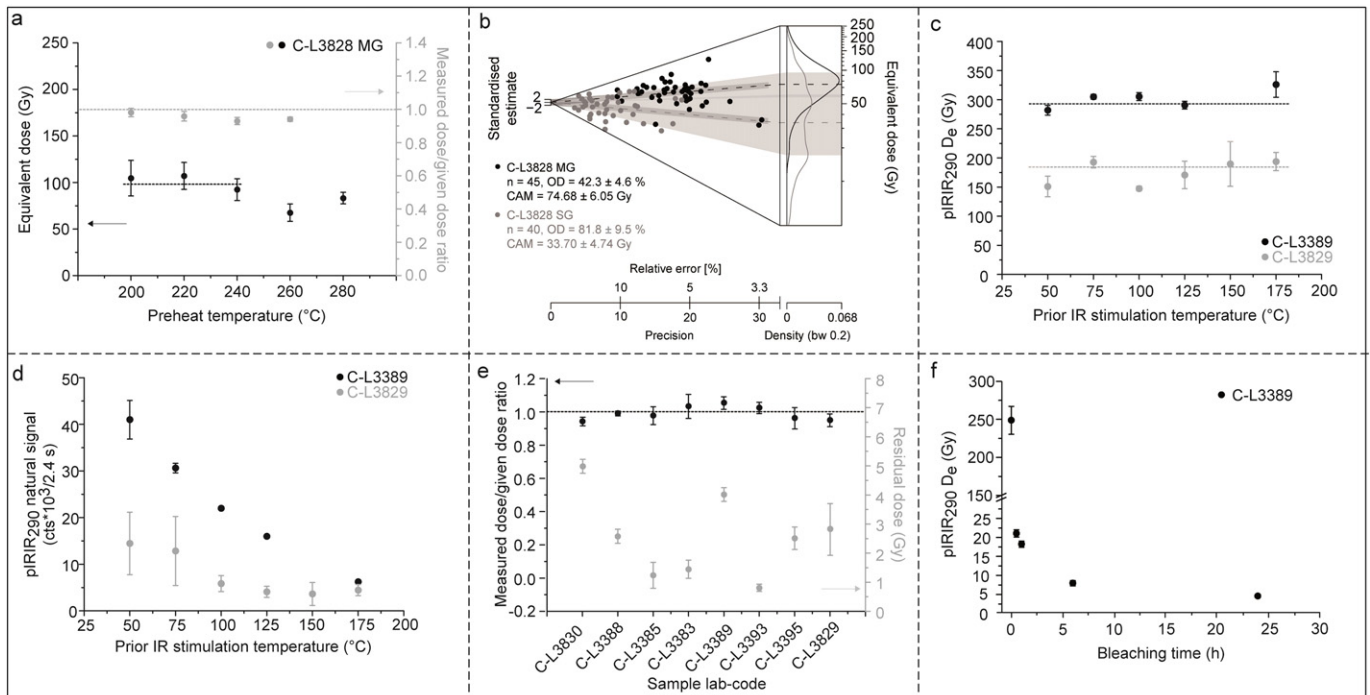 a
C-L3828 MG
Equivalent dose (Gy)
250
225
200
175
150
125
100
75
50
25
0
Measured dose/given dose ratio
1.4
1.2
1.0
0.8
0.6
0.4
0.2
0.0
200 220 240 260 280
Preheat temperature (°C)
b
Standardised
estimate
2
−2
250
200
150
100
50
Equivalent dose (Gy)
C-L3828 MG
n = 45, OD = 42.3 ± 4.6 %
CAM = 74.68 ± 6.05 Gy
C-L3828 SG
n = 40, OD = 81.8 ± 9.5 %
CAM = 33.70 ± 4.74 Gy
Relative error [%]
10 5 3.3
0 10 20 30
Precision
0 0.068
Density (bw 0.2)
c
pIRIR290 De (Gy)
400
350
300
250
200
150
100
50
0
C-L3389
C-L3829
25 50 75 100 125 150 175 200
Prior IR stimulation temperature (°C)
d
C-L3389
C-L3829
pIRIR290 natural signal
(cts*10³/2.4 s)
50
40
30
20
10
0
25 50 75 100 125 150 175 200
Prior IR stimulation temperature (°C)
e
Measured dose/given dose ratio
1.2
1.0
0.8
0.6
0.4
0.2
0.0
-0.2
Residual dose (Gy)
8
7
6
5
4
3
2
1
0
C-L3830
C-L3388
C-L3385
C-L3383
C-L3389
C-L3393
C-L3395
C-L3829
Sample lab-code
f
C-L3389
pIRIR290 De (Gy)
300
250
200
150
25
20
15
10
5
0
0 5 10 15 20 25 30
Bleaching time (h)